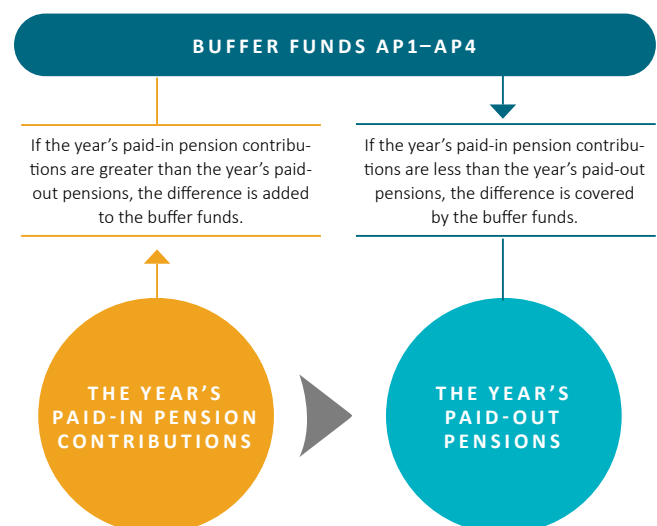 BUFFER FUNDS AP1–AP4
If the year’s paid-in pension contribu-
tions are greater than the year’s paid-
out pensions, the difference is added
to the buffer funds.
If the year’s paid-in pension contribu-
tions are less than the year’s paid-out
pensions, the difference is covered
by the buffer funds.
THE YEAR’S
PAID-IN PENSION
CONTRIBUTIONS
THE YEAR’S
PAID-OUT
PENSIONS